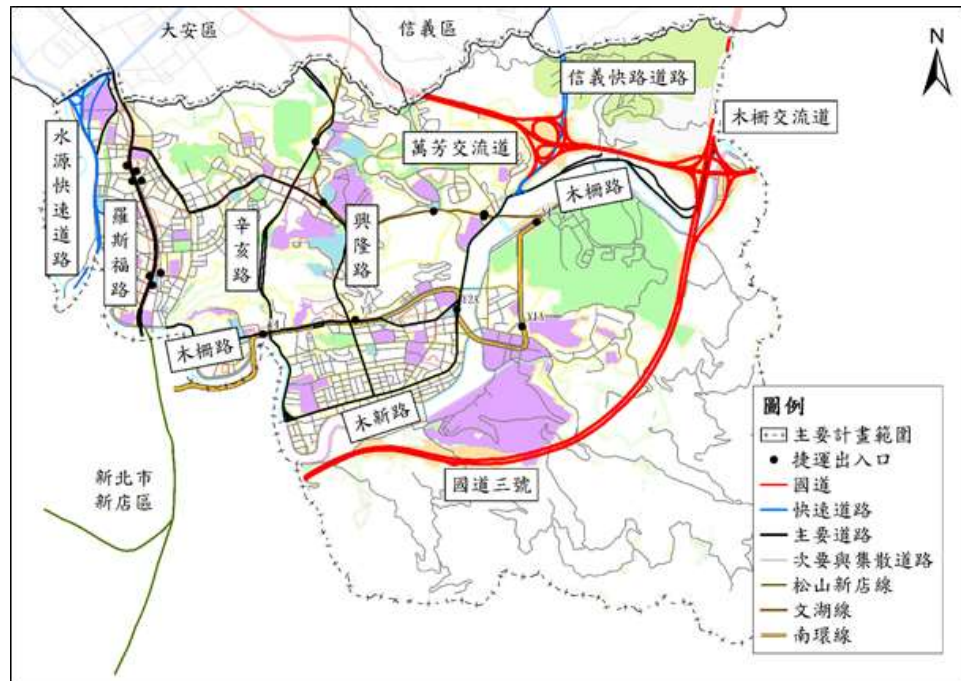 大安區
信義區
N
信義快路道路
木柵交流道
萬芳交流道
水源快速道路
羅斯福路
辛亥路
興隆路
木柵路
Y2A
Y1A
木柵路
木新路
國道三號
新北市
新店區
圖例
主要計畫範圍
捷運出入口
國道
快速道路
主要道路
次要與集散道路
松山新店線
文湖線
南環線